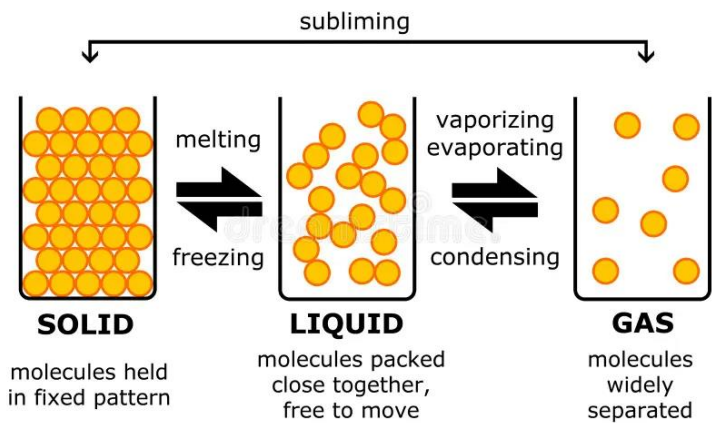 subliming
melting
freezing
vaporizing
evaporating
condensing
dreamstime.
SOLID
LIQUID
GAS
molecules held
in fixed pattern
molecules packed
close together,
free to move
molecules
widely
separated